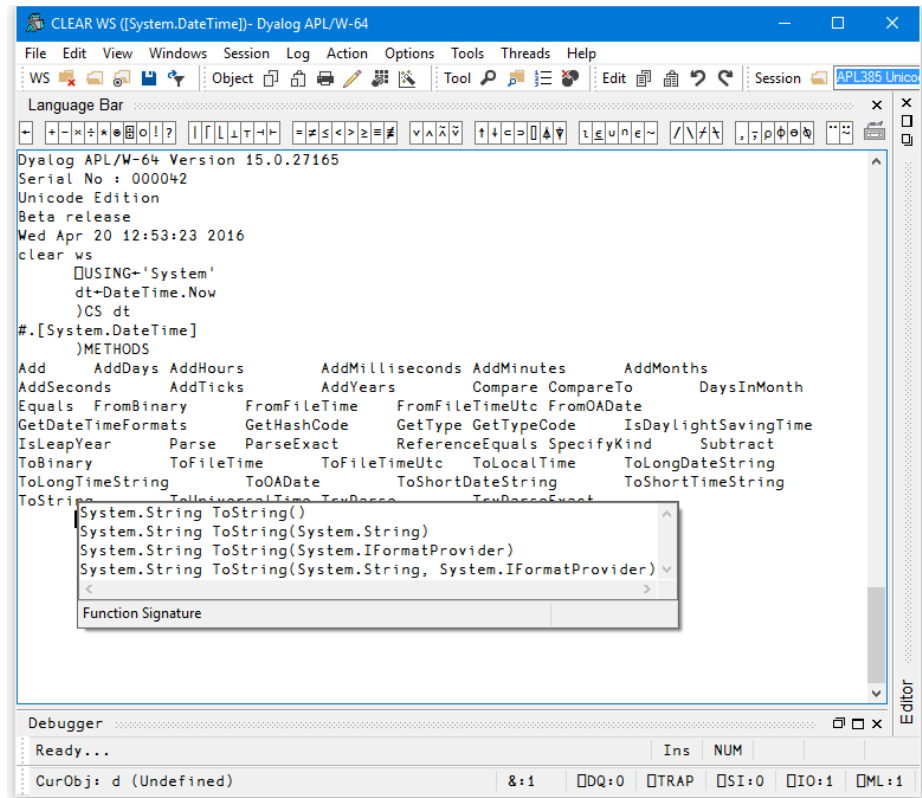 CLEAR WS ([System.DateTime])- Dyalog APL/W-64
File Edit View Windows Session Log Action Options Tools Threads Help
WS Object Tool Edit Session APL385 Unico
Language Bar
← + - × ÷ * ⍟ ⌹ ○ ! ? | ⌈ ⌊ ⊥ ⊤ ⊣ ⊢ = ≠ ≤ < > ≥ ≡ ≢ ∨ ∧ ⍲ ⍱ ↑ ↓ ⊂ ⊃ ⌷ ⍋ ⍒ ⍳ ⍷ ∪ ∩ ∊ ~ / \ ⌿ ⍀ , ⍪ ⍴ ⌽ ⊖ ⍉ ¨ ⍨
Dyalog APL/W-64 Version 15.0.27165
Serial No : 000042
Unicode Edition
Beta release
Wed Apr 20 12:53:23 2016
clear ws
⎕USING←'System'
dt←DateTime.Now
)CS dt
#.[System.DateTime]
)METHODS
Add AddDays AddHours AddMilliseconds AddMinutes AddMonths
AddSeconds AddTicks AddYears Compare CompareTo DaysInMonth
Equals FromBinary FromFileTime FromFileTimeUtc FromOADate
GetDateTimeFormats GetHashCode GetType GetTypeCode IsDaylightSavingTime
IsLeapYear Parse ParseExact ReferenceEquals SpecifyKind Subtract
ToBinary ToFileTime ToFileTimeUtc ToLocalTime ToLongDateString
ToLongTimeString ToOADate ToShortDateString ToShortTimeString
ToString ToUniversalTime TryParse TryParseExact
System.String ToString()
System.String ToString(System.String)
System.String ToString(System.IFormatProvider)
System.String ToString(System.String, System.IFormatProvider)
Function Signature
Editor
Debugger
Ready... Ins NUM
CurObj: d (Undefined) &:1 ⎕DQ:0 ⎕TRAP ⎕SI:0 ⎕IO:1 ⎕ML:1